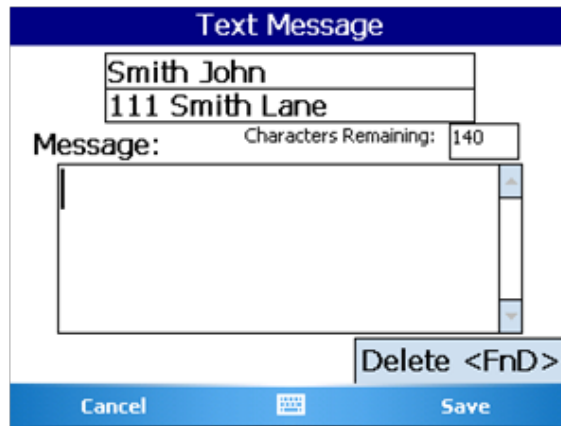 Text Message
Smith John
111 Smith Lane
Message: Characters Remaining: 140
Delete <FnD>
Cancel Save